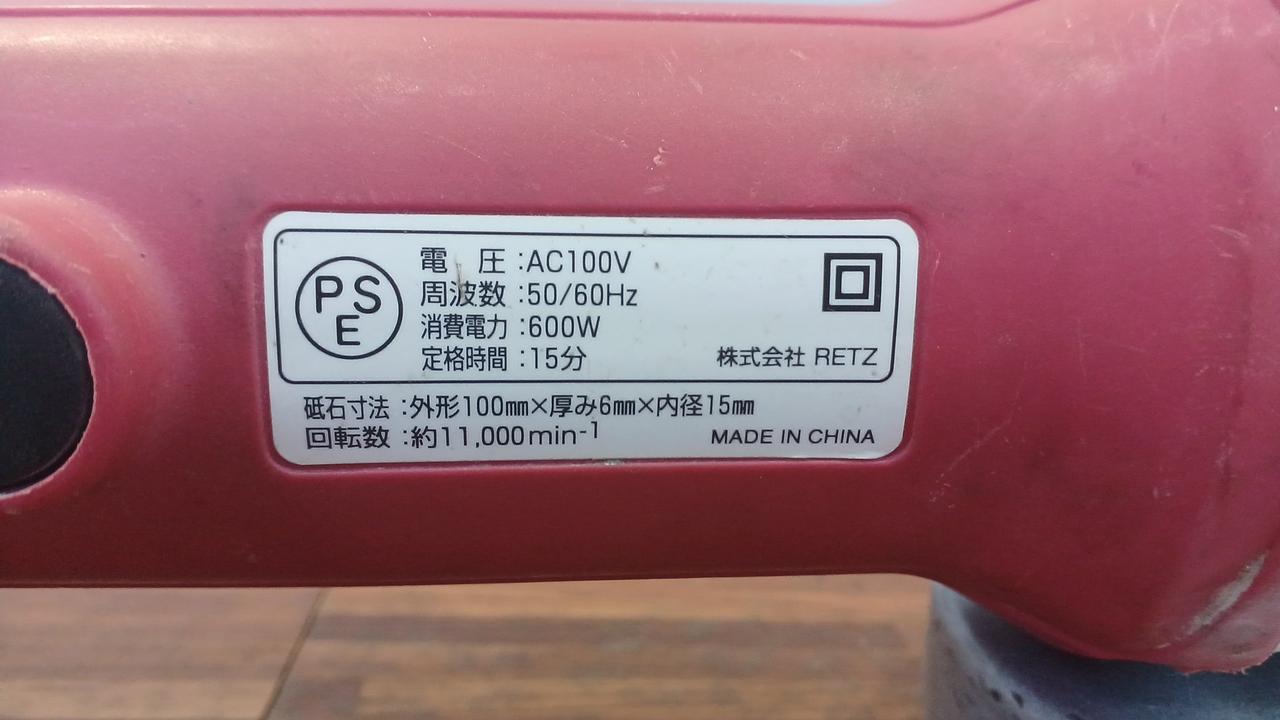 PSE
電 圧 :AC100V
周波数 :50/60Hz
消費電力 :600W
定格時間 :15分
株式会社 RETZ
砥石寸法 :外形100㎜×厚み6㎜×内径15㎜
回転数 :約11,000min-1
MADE IN CHINA